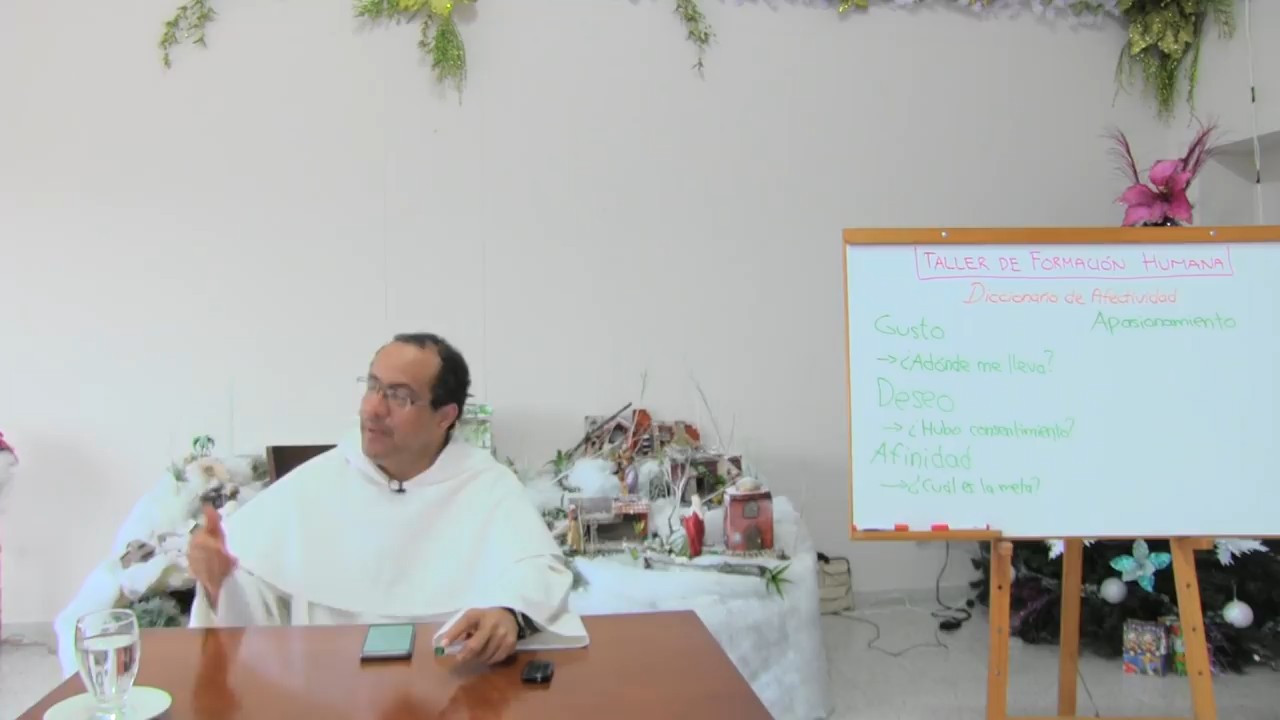 TALLER DE FORMACIÓN HUMANA
Diccionario de Afectividad
Gusto
→ ¿Adónde me lleva?
Deseo
→ ¿Hubo consentimiento?
Afinidad
→ ¿Cuál es la meta?
Apasionamiento